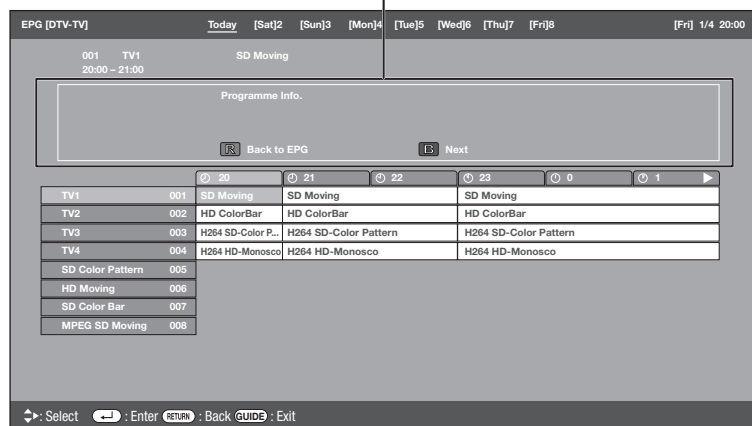 EPG [DTV-TV] Today [Sat]2 [Sun]3 [Mon]4 [Tue]5 [Wed]6 [Thu]7 [Fri]8 [Fri] 1/4 20:00
001 TV1 SD Moving
20:00 – 21:00
Programme Info.
R Back to EPG B Next
20 21 22 23 0 1
TV1 001 SD Moving SD Moving SD Moving
TV2 002 HD ColorBar HD ColorBar HD ColorBar
TV3 003 H264 SD-Color P... H264 SD-Color Pattern H264 SD-Color Pattern
TV4 004 H264 HD-Monosco H264 HD-Monosco H264 HD-Monosco
SD Color Pattern 005
HD Moving 006
SD Color Bar 007
MPEG SD Moving 008
: Select : Enter RETURN : Back GUIDE : Exit